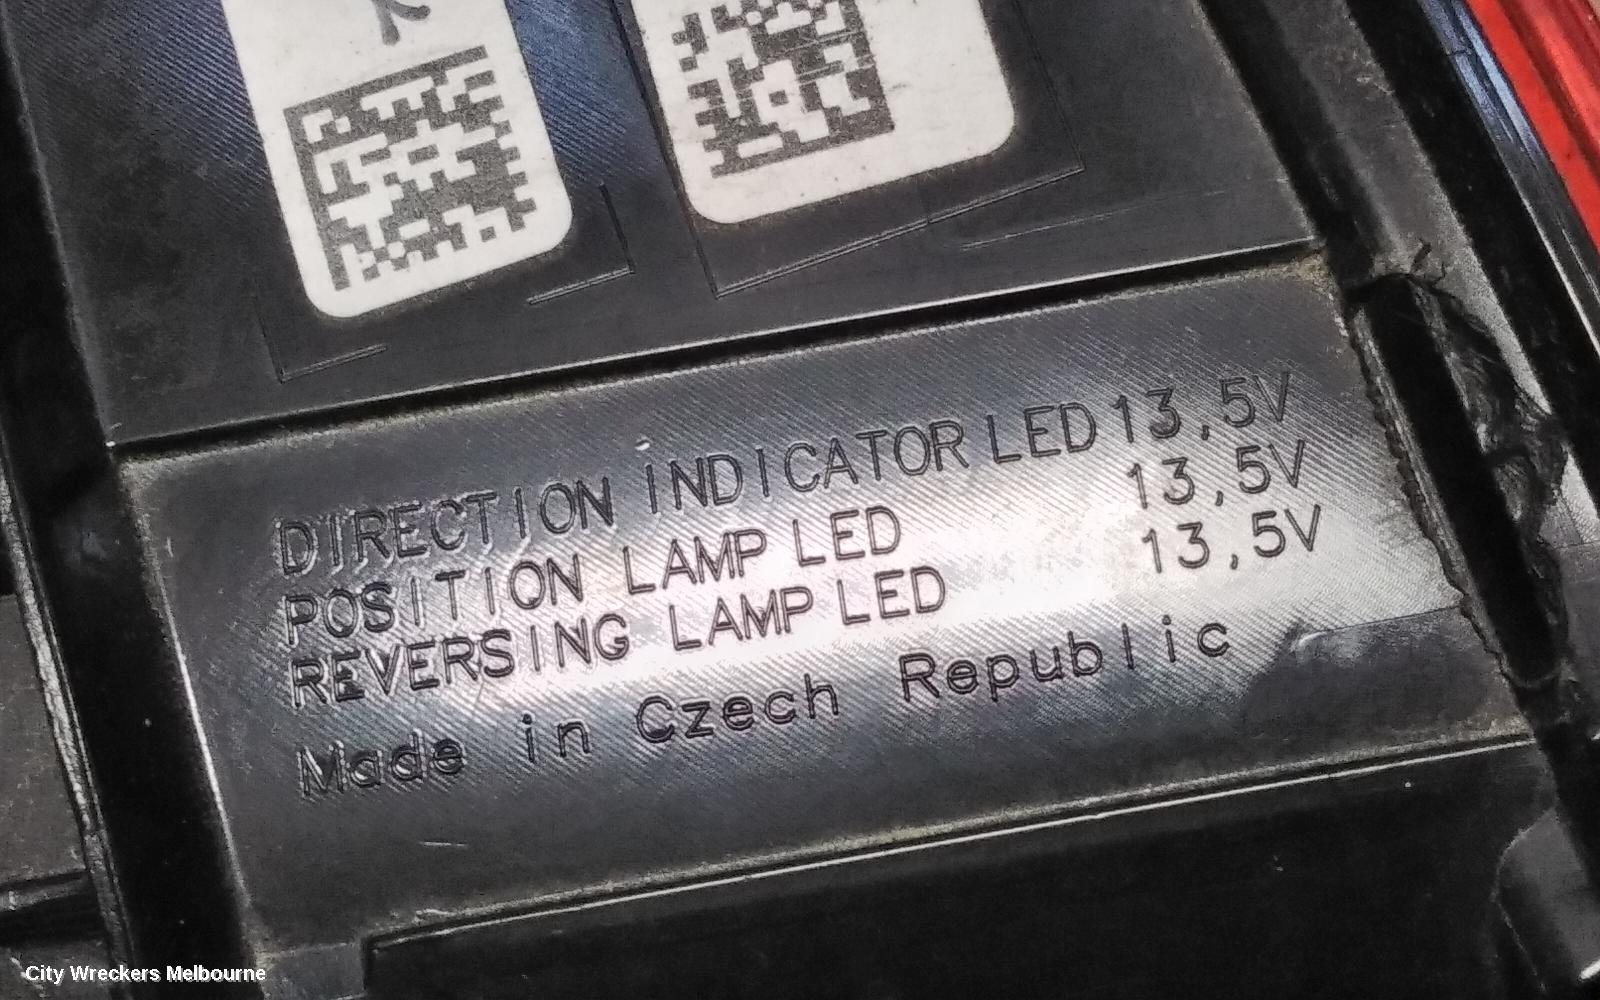 DIRECTION INDICATOR LED 13,5V
POSITION LAMP LED 13,5V
REVERSING LAMP LED 13,5V
Made in Czech Republic
City Wreckers Melbourne